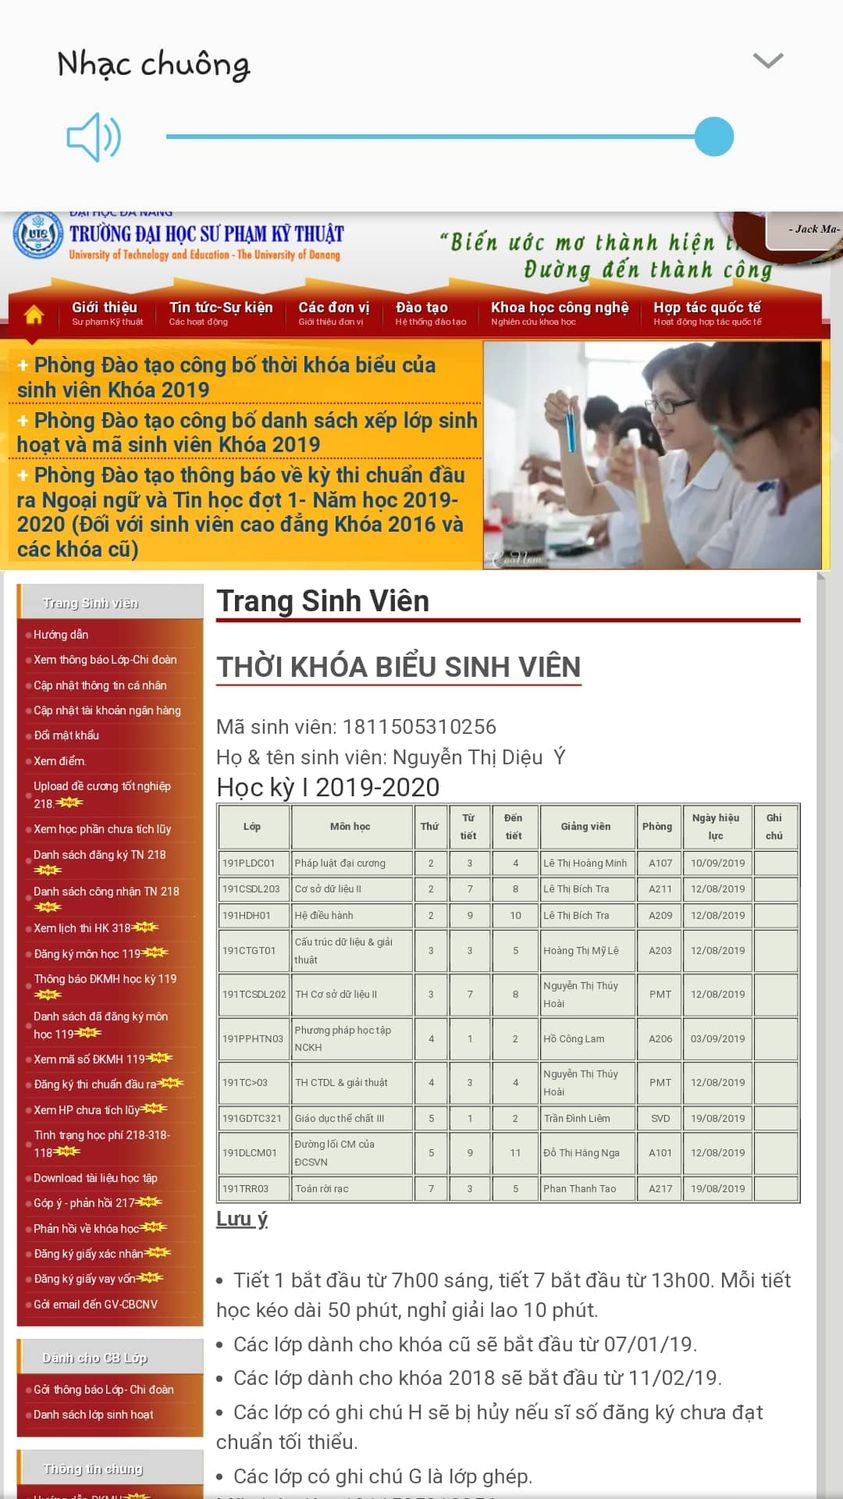 Nhạc chuông
ĐẠI HỌC ĐÀ NẴNG
TRƯỜNG ĐẠI HỌC SƯ PHẠM KỸ THUẬT
University of Technology and Education - The University of Danang
“Biến ước mơ thành hiện
Đường đến thành công
- Jack Ma-
Giới thiệu Tin tức-Sự kiện Các đơn vị Đào tạo Khoa học công nghệ Hợp tác quốc tế
Sư phạm Kỹ thuật Các hoạt động Giới thiệu đơn vị Hệ thống đào tạo Nghiên cứu khoa học Hoạt động hợp tác quốc tế
+ Phòng Đào tạo công bố thời khóa biểu của
sinh viên Khóa 2019
+ Phòng Đào tạo công bố danh sách xếp lớp sinh
hoạt và mã sinh viên Khóa 2019
+ Phòng Đào tạo thông báo về kỳ thi chuẩn đầu
ra Ngoại ngữ và Tin học đợt 1- Năm học 2019-
2020 (Đối với sinh viên cao đẳng Khóa 2016 và
các khóa cũ)
Trang Sinh viên
Hướng dẫn
Xem thông báo Lớp-Chi đoàn
Cập nhật thông tin cá nhân
Cập nhật tài khoản ngân hàng
Đổi mật khẩu
Xem điểm.
Upload đề cương tốt nghiệp
218.
Xem học phần chưa tích lũy
Danh sách đăng ký TN 218
Danh sách công nhận TN 218
Xem lịch thi HK 318
Đăng ký môn học 119
Thông báo ĐKMH học kỳ 119
Danh sách đã đăng ký môn
học 119
Xem mã số ĐKMH 119
Đăng ký thi chuẩn đầu ra
Xem HP chưa tích lũy
Tình trạng học phí 218-318-
118
Download tài liệu học tập
Góp ý - phản hồi 217
Phản hồi về khóa học
Đăng ký giấy xác nhận
Đăng ký giấy vay vốn
Gởi email đến GV-CBCNV
Dành cho CB Lớp
Gởi thông báo Lớp- Chi đoàn
Danh sách lớp sinh hoạt
Thông tin chung
Hướng dẫn ĐKMH
Trang Sinh Viên
THỜI KHÓA BIỂU SINH VIÊN
Mã sinh viên: 1811505310256
Họ & tên sinh viên: Nguyễn Thị Diệu Ý
Học kỳ I 2019-2020
Lớp Môn học Thứ Từ tiết Đến tiết Giảng viên Phòng Ngày hiệu lực Ghi chú
191PLDC01 Pháp luật đại cương 2 3 4 Lê Thị Hoàng Minh A107 10/09/2019
191CSDL203 Cơ sở dữ liệu II 2 7 8 Lê Thị Bích Tra A211 12/08/2019
191HDH01 Hệ điều hành 2 9 10 Lê Thị Bích Tra A209 12/08/2019
191CTGT01 Cấu trúc dữ liệu & giải thuật 3 3 5 Hoàng Thị Mỹ Lệ A203 12/08/2019
191TCSDL202 TH Cơ sở dữ liệu II 3 7 8 Nguyễn Thị Thúy Hoài PMT 12/08/2019
191PPHTN03 Phương pháp học tập NCKH 4 1 2 Hồ Công Lam A206 03/09/2019
191TC>03 TH CTDL & giải thuật 4 3 4 Nguyễn Thị Thúy Hoài PMT 12/08/2019
191GDTC321 Giáo dục thể chất III 5 1 2 Trần Đình Liêm SVD 19/08/2019
191DLCM01 Đường lối CM của ĐCSVN 5 9 11 Đỗ Thị Hằng Nga A101 12/08/2019
191TRR03 Toán rời rạc 7 3 5 Phan Thanh Tao A217 19/08/2019
Lưu ý
• Tiết 1 bắt đầu từ 7h00 sáng, tiết 7 bắt đầu từ 13h00. Mỗi tiết
học kéo dài 50 phút, nghỉ giải lao 10 phút.
• Các lớp dành cho khóa cũ sẽ bắt đầu từ 07/01/19.
• Các lớp dành cho khóa 2018 sẽ bắt đầu từ 11/02/19.
• Các lớp có ghi chú H sẽ bị hủy nếu sĩ số đăng ký chưa đạt
chuẩn tối thiểu.
• Các lớp có ghi chú G là lớp ghép.